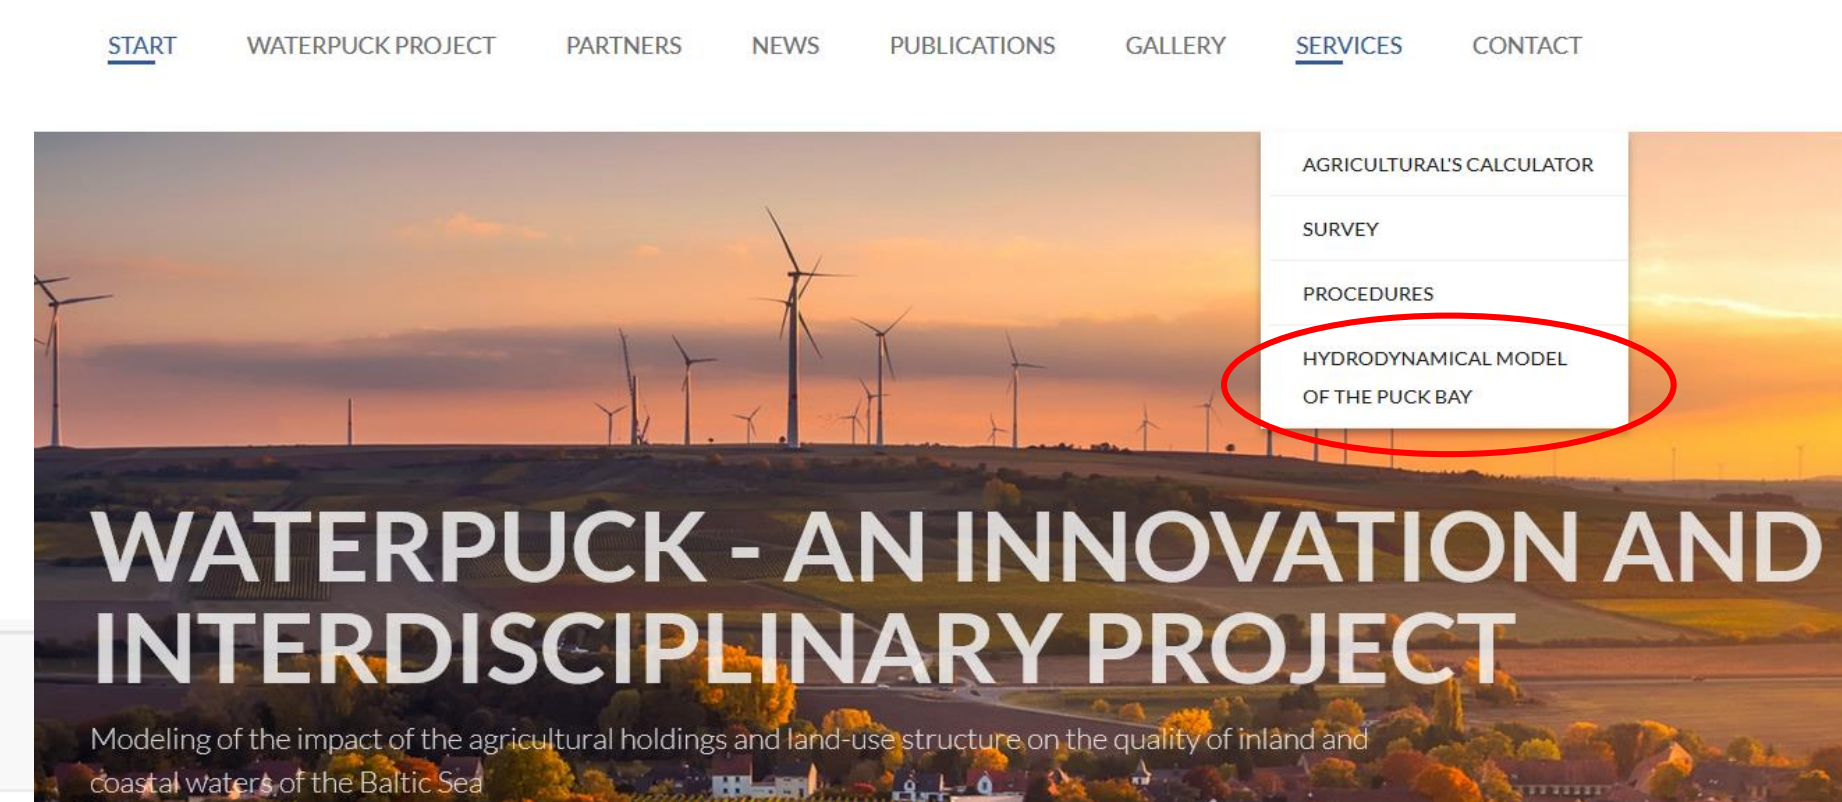 START WATERPUCK PROJECT PARTNERS NEWS PUBLICATIONS GALLERY SERVICES CONTACT
AGRICULTURAL'S CALCULATOR
SURVEY
PROCEDURES
HYDRODYNAMICAL MODEL
OF THE PUCK BAY
WATERPUCK - AN INNOVATION AND
INTERDISCIPLINARY PROJECT
Modeling of the impact of the agricultural holdings and land-use structure on the quality of inland and
coastal waters of the Baltic Sea